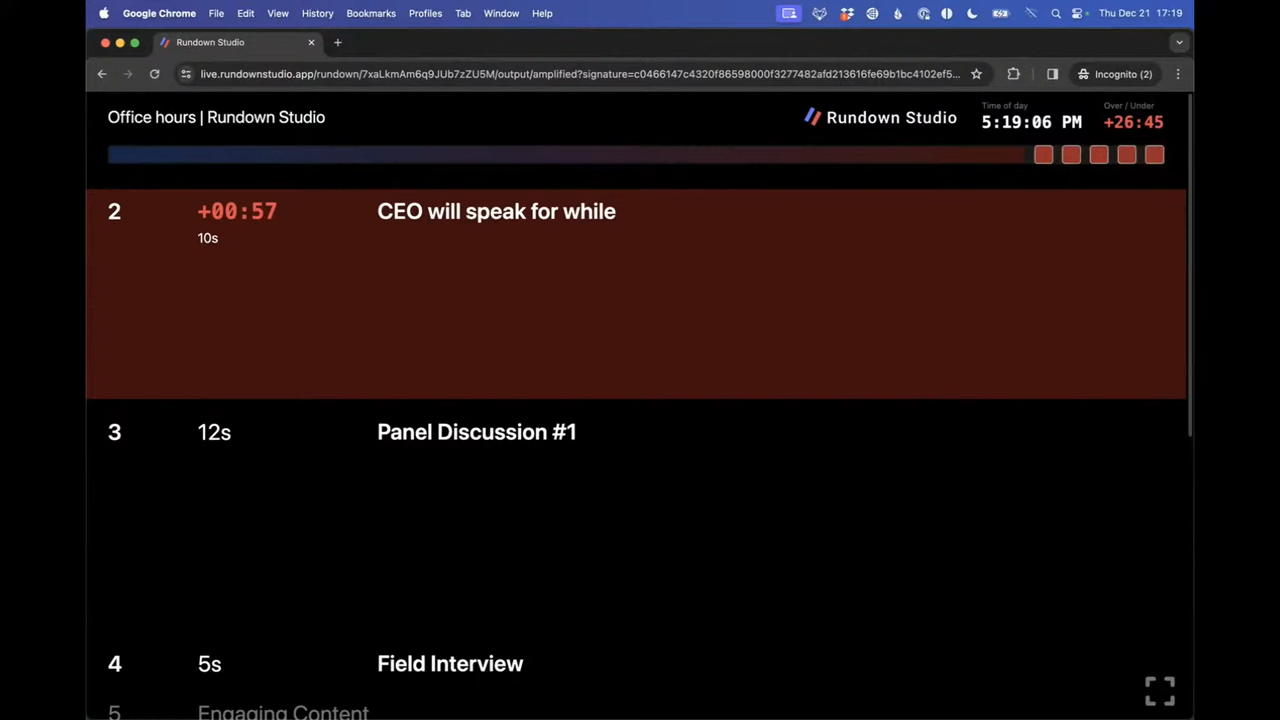 Google Chrome File Edit View History Bookmarks Profiles Tab Window Help Thu Dec 21 17:19
Rundown Studio
live.rundownstudio.app/rundown/7xaLkmAm6q9JUb7zZU5M/output/amplified?signature=c0466147c4320f86598000f3277482afd213616fe69b1bc4102ef5... Incognito (2)
Office hours | Rundown Studio
Rundown Studio
Time of day
5:19:06 PM
Over / Under
+26:45
2 +00:57 CEO will speak for while
10s
3 12s Panel Discussion #1
4 5s Field Interview
5 Engaging Content